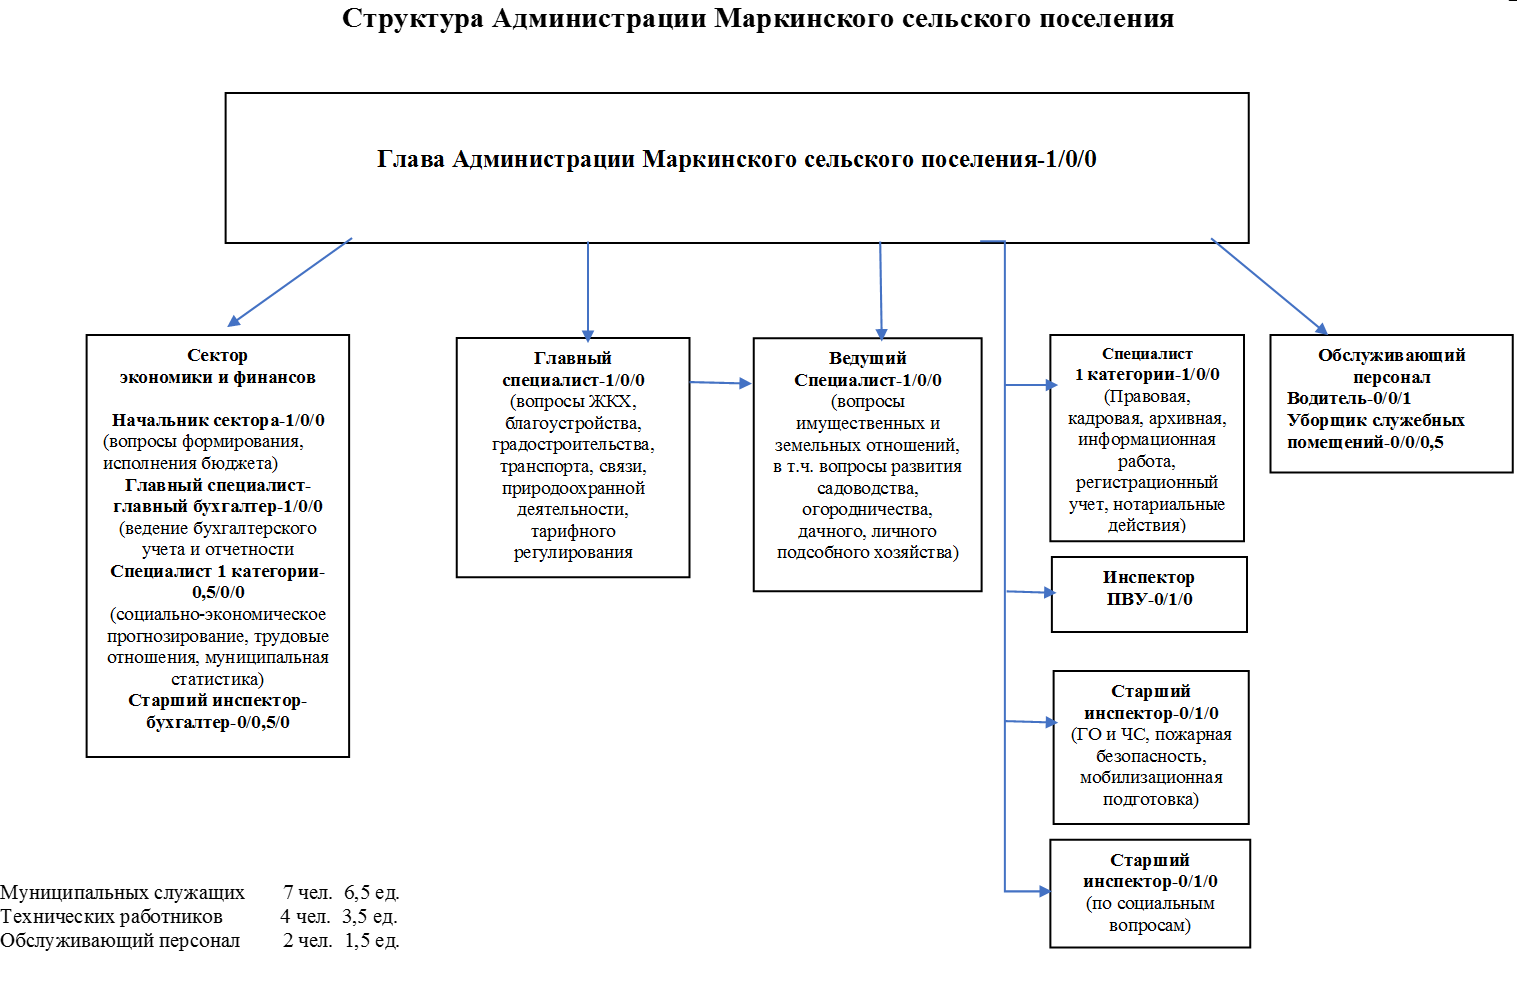 Структура Администрации Маркинского сельского поселения
Глава Администрации Маркинского сельского поселения-1/0/0
Сектор
экономики и финансов
Начальник сектора-1/0/0
(вопросы формирования,
исполнения бюджета)
Главный специалист-
главный бухгалтер-1/0/0
(ведение бухгалтерского
учета и отчетности
Специалист 1 категории-
0,5/0/0
(социально-экономическое
прогнозирование, трудовые
отношения, муниципальная
статистика)
Старший инспектор-
бухгалтер-0/0,5/0
Главный
специалист-1/0/0
(вопросы ЖКХ,
благоустройства,
градостроительства,
транспорта, связи,
природоохранной
деятельности,
тарифного
регулирования
Ведущий
Специалист-1/0/0
(вопросы
имущественных и
земельных отношений,
в т.ч. вопросы развития
садоводства,
огородничества,
дачного, личного
подсобного хозяйства)
Специалист
1 категории-1/0/0
(Правовая,
кадровая, архивная,
информационная
работа,
регистрационный
учет, нотариальные
действия)
Инспектор
ПВУ-0/1/0
Старший
инспектор-0/1/0
(ГО и ЧС, пожарная
безопасность,
мобилизационная
подготовка)
Старший
инспектор-0/1/0
(по социальным
вопросам)
Обслуживающий
персонал
Водитель-0/0/1
Уборщик служебных
помещений-0/0/0,5
Муниципальных служащих 7 чел. 6,5 ед.
Технических работников 4 чел. 3,5 ед.
Обслуживающий персонал 2 чел. 1,5 ед.